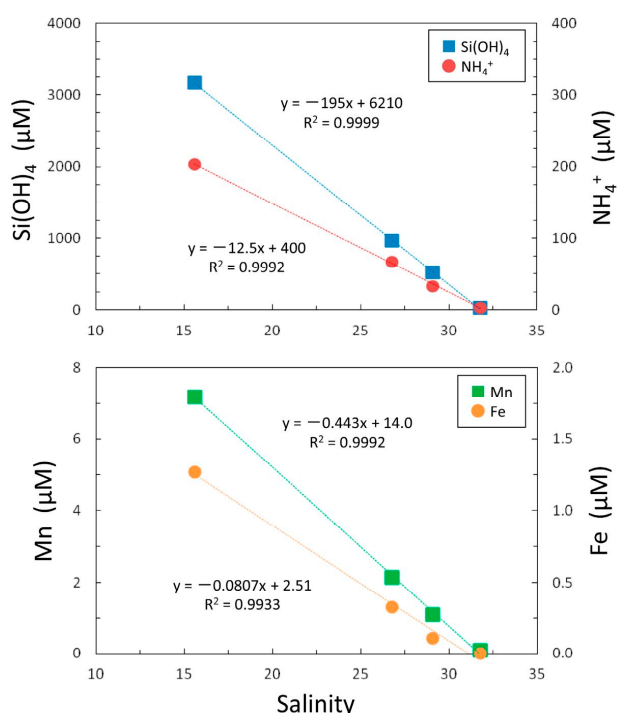 4000
3000
2000
1000
0
Si(OH)4 (μM)
400
300
200
100
0
NH4+ (μM)
Si(OH)4
NH4+
y = －195x + 6210
R2 = 0.9999
y = －12.5x + 400
R2 = 0.9992
10 15 20 25 30 35
8
6
4
2
0
Mn (μM)
2.0
1.5
1.0
0.5
0.0
Fe (μM)
Mn
Fe
y = －0.443x + 14.0
R2 = 0.9992
y = －0.0807x + 2.51
R2 = 0.9933
10 15 20 25 30 35
Salinity